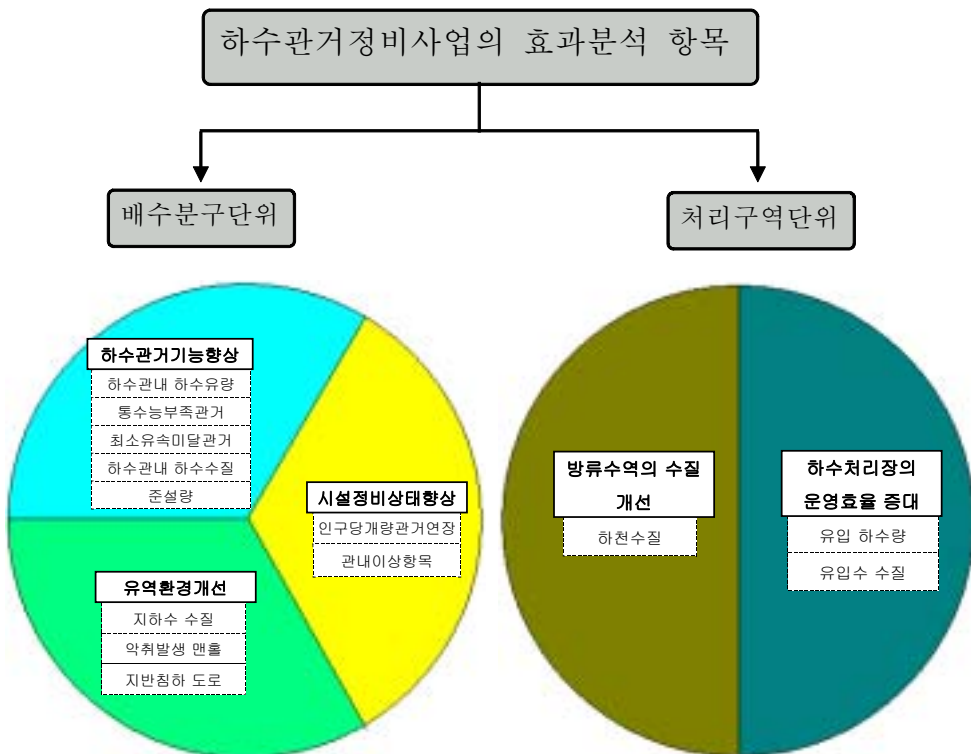 하수관거정비사업의 효과분석 항목
배수분구단위
처리구역단위
하수관거기능향상
하수관내 하수유량
통수능부족관거
최소유속미달관거
하수관내 하수수질
준설량
시설정비상태향상
인구당개량관거연장
관내이상항목
유역환경개선
지하수 수질
악취발생 맨홀
지반침하 도로
방류수역의 수질
개선
하천수질
하수처리장의
운영효율 증대
유입 하수량
유입수 수질